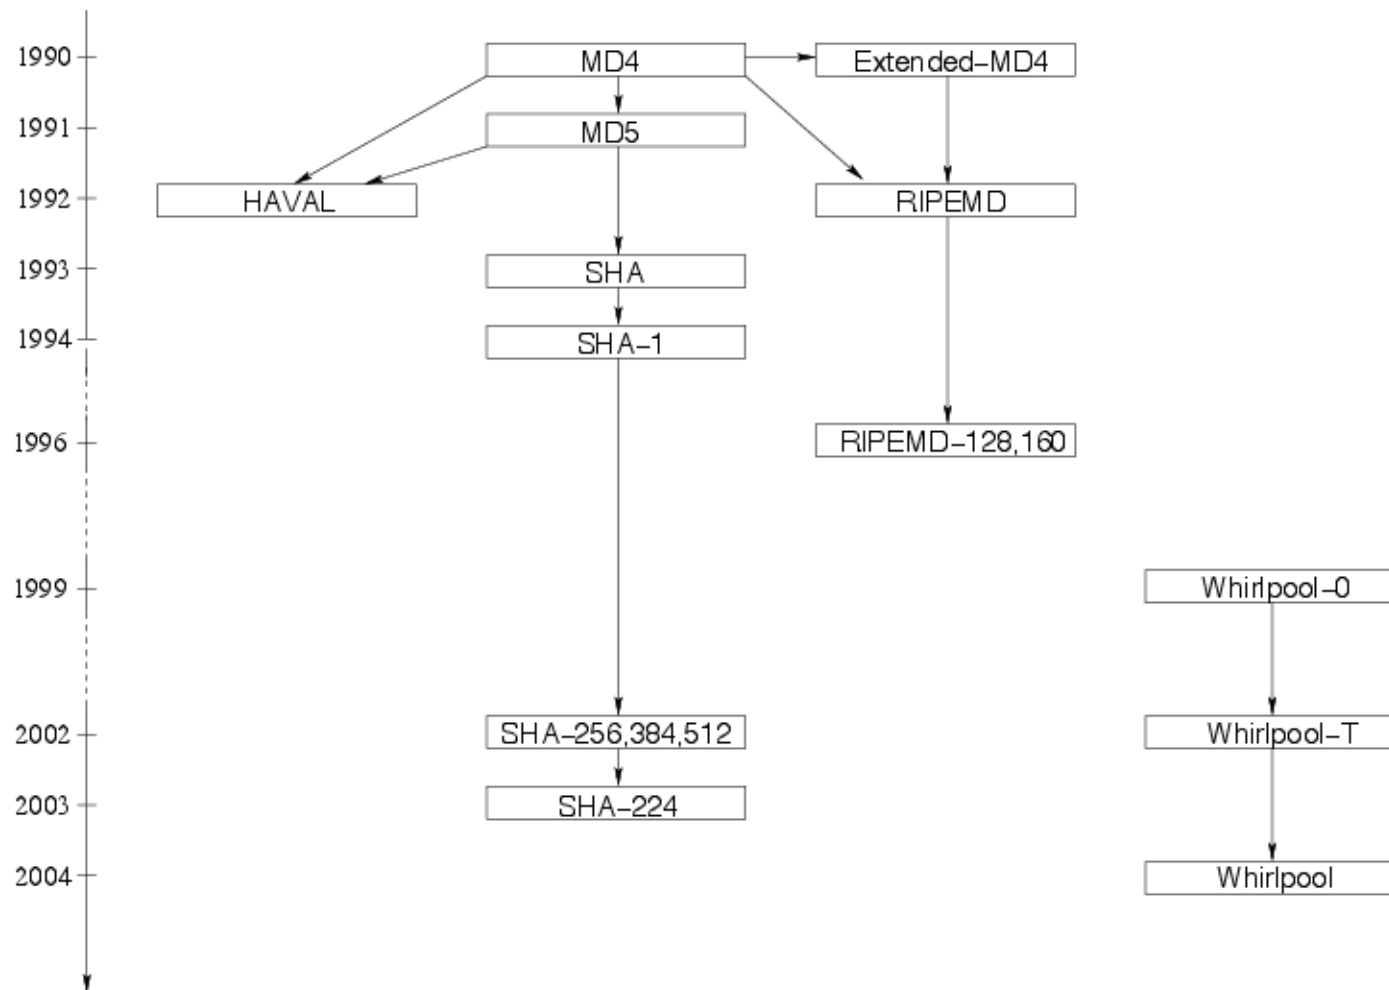 1990
MD4
Extended–MD4
1991
MD5
1992
HAVAL
RIPEMD
1993
SHA
1994
SHA–1
1996
RIPEMD–128,160
1999
Whirlpool–0
2002
SHA–256,384,512
Whirlpool–T
2003
SHA–224
2004
Whirlpool